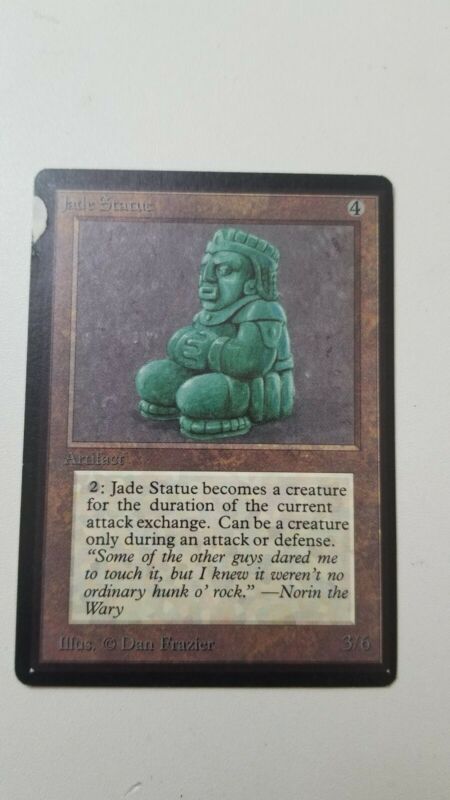 Jade Statue 4
Artifact
2: Jade Statue becomes a creature
for the duration of the current
attack exchange. Can be a creature
only during an attack or defense.
“Some of the other guys dared me
to touch it, but I knew it weren’t no
ordinary hunk o’ rock.” —Norin the
Wary
Illus. © Dan Frazier 3/6